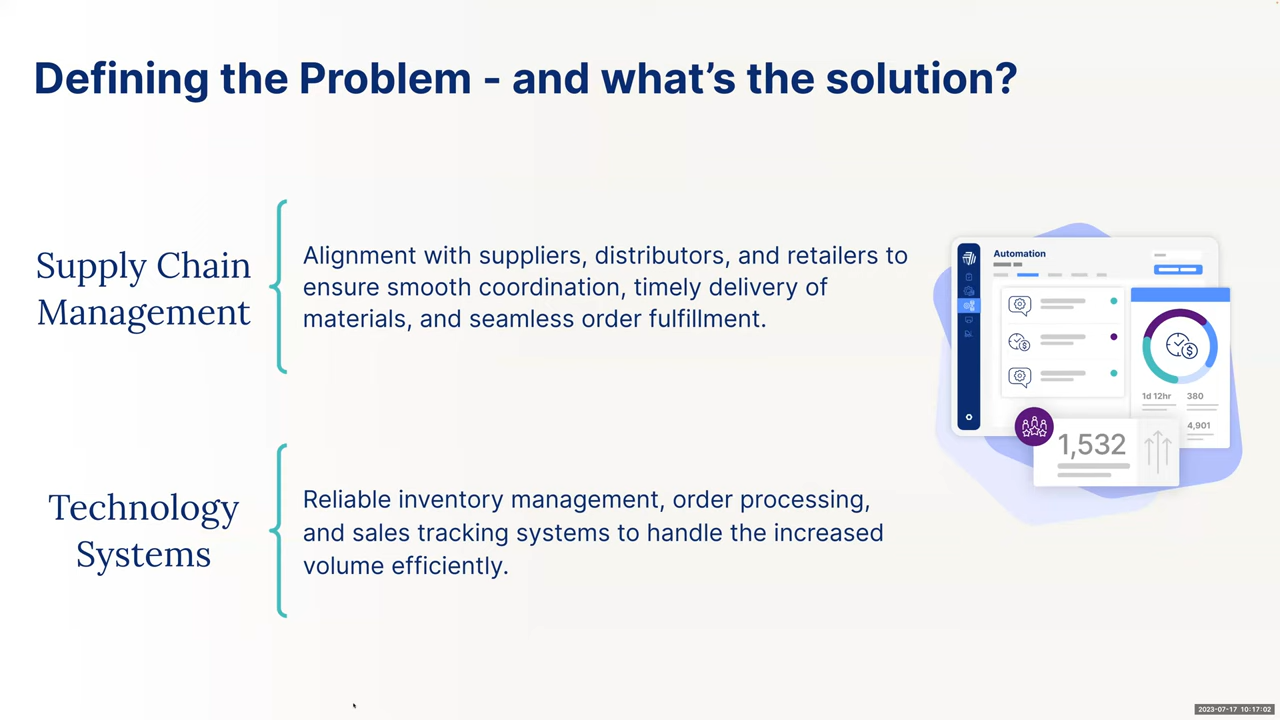 Defining the Problem - and what’s the solution?
Supply Chain
Management
Alignment with suppliers, distributors, and retailers to
ensure smooth coordination, timely delivery of
materials, and seamless order fulfillment.
Automation
1d 12hr
380
4,901
1,532
Technology
Systems
Reliable inventory management, order processing,
and sales tracking systems to handle the increased
volume efficiently.
2023-07-17 10:17:02